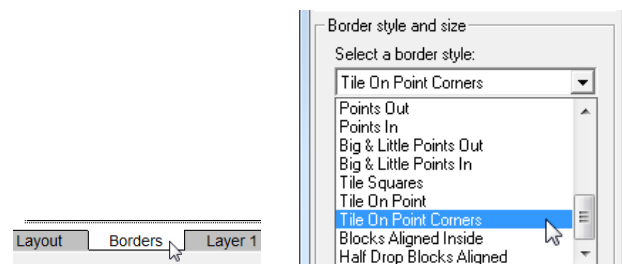 Layout Borders Layer 1
Border style and size
Select a border style:
Tile On Point Corners
Points Out
Points In
Big & Little Points Out
Big & Little Points In
Tile Squares
Tile On Point
Tile On Point Corners
Blocks Aligned Inside
Half Drop Blocks Aligned